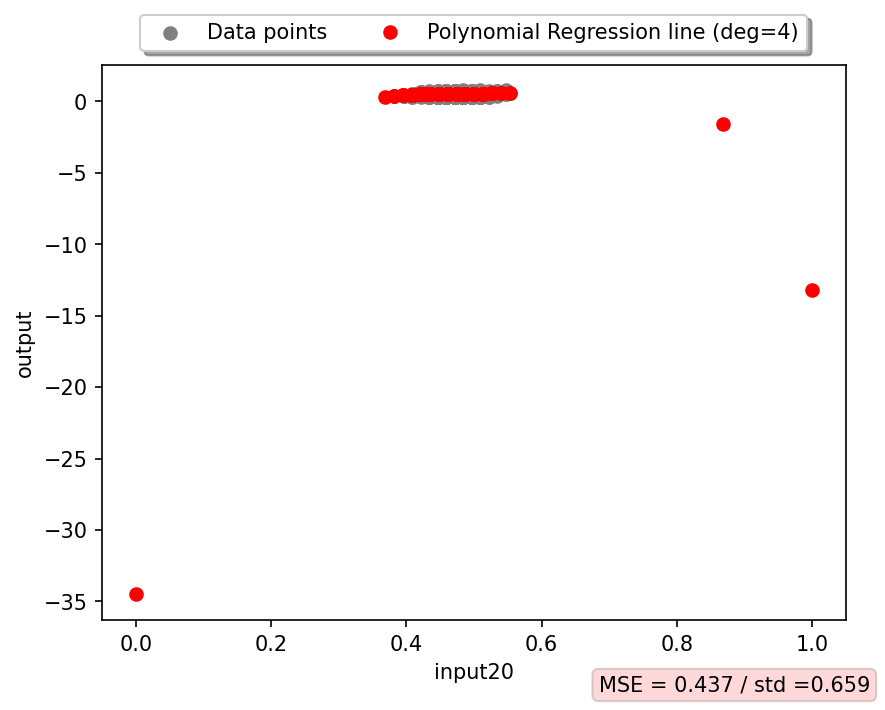 Data points Polynomial Regression line (deg=4)
0
−5
−10
−15
−20
−25
−30
−35
output
0.0 0.2 0.4 0.6 0.8 1.0
input20
MSE = 0.437 / std =0.659